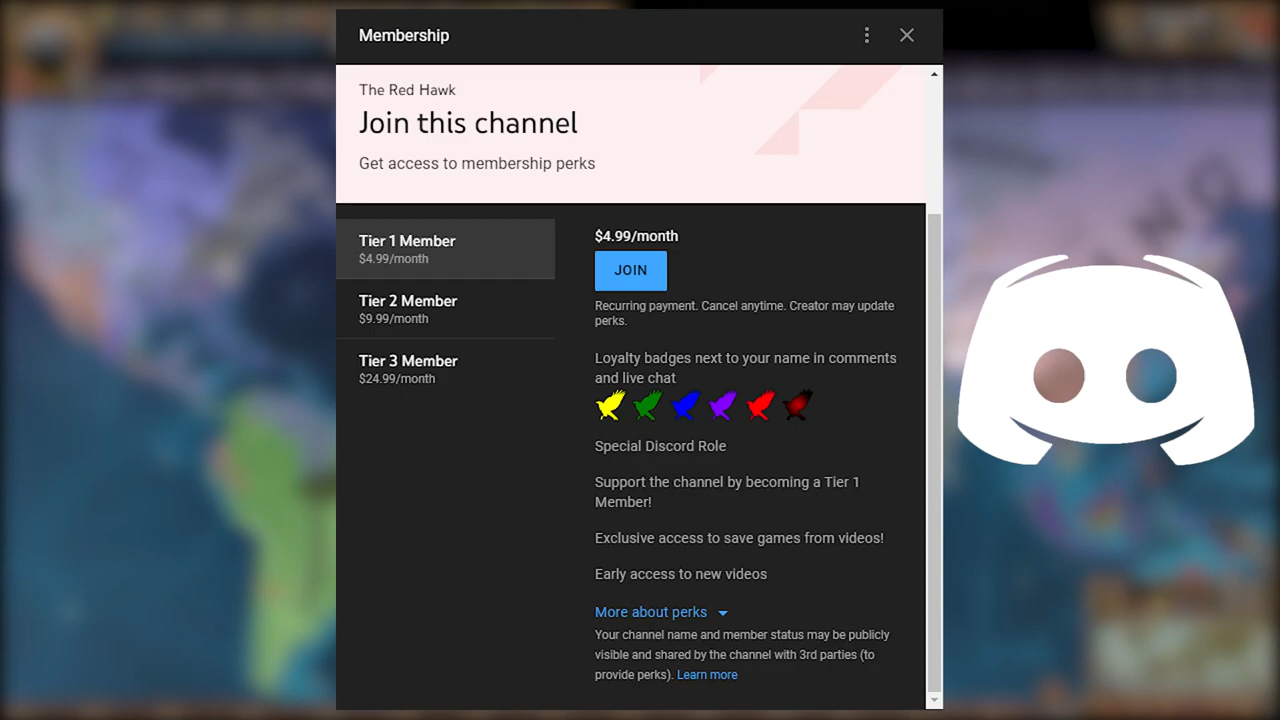 Membership
The Red Hawk
Join this channel
Get access to membership perks
Tier 1 Member
$4.99/month
Tier 2 Member
$9.99/month
Tier 3 Member
$24.99/month
$4.99/month
JOIN
Recurring payment. Cancel anytime. Creator may update
perks.
Loyalty badges next to your name in comments
and live chat
Special Discord Role
Support the channel by becoming a Tier 1
Member!
Exclusive access to save games from videos!
Early access to new videos
More about perks
Your channel name and member status may be publicly
visible and shared by the channel with 3rd parties (to
provide perks). Learn more